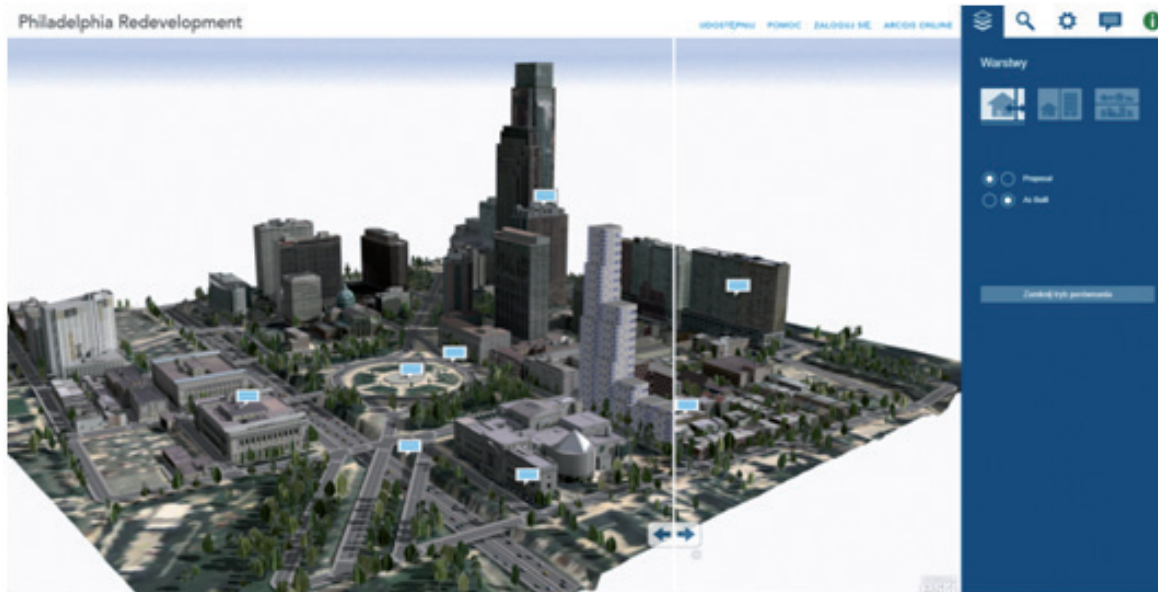 Philadelphia Redevelopment
UDOSTĘPNIJ POMOC ZALOGUJ SIĘ ARCGIS ONLINE
Warstwy
Proposal
As Built
Zamknij tryb porównania